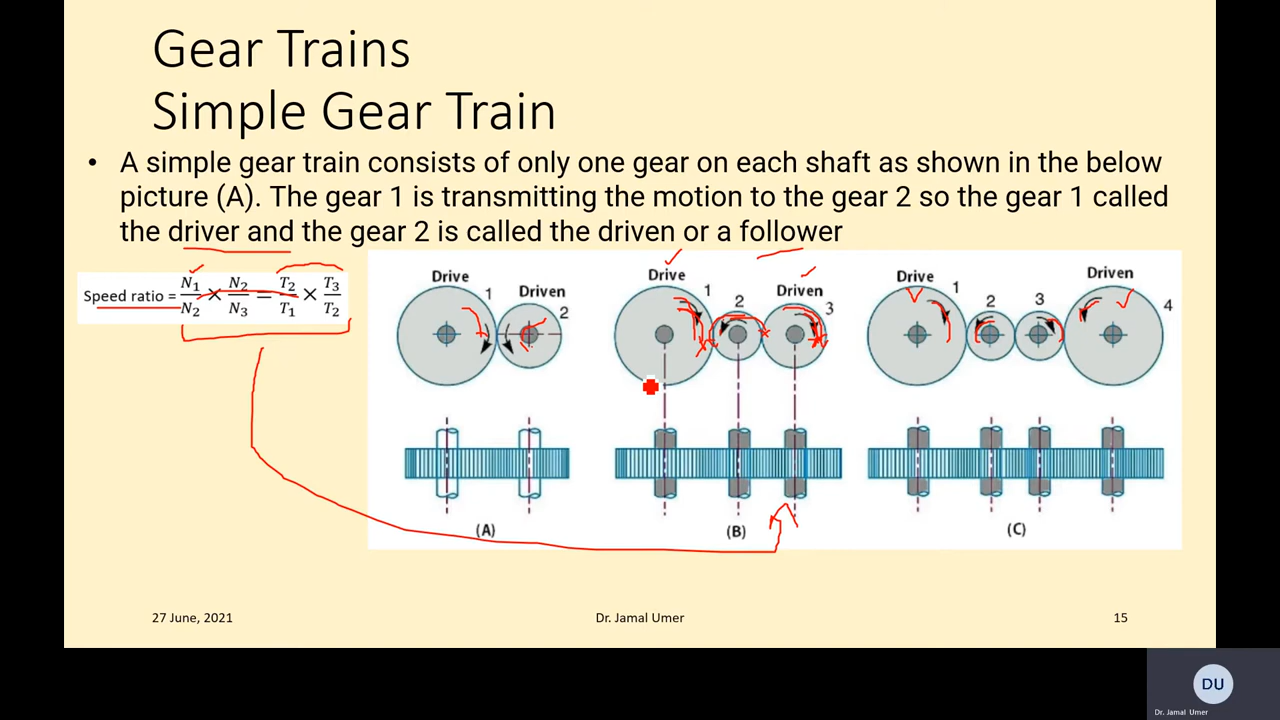 Gear Trains
Simple Gear Train
• A simple gear train consists of only one gear on each shaft as shown in the below
picture (A). The gear 1 is transmitting the motion to the gear 2 so the gear 1 called
the driver and the gear 2 is called the driven or a follower
Speed ratio = N₁/N₂ × N₂/N₃ = T₂/T₁ × T₃/T₂
Drive
1
Driven
2
(A)
Drive
1
2
Driven
3
(B)
Drive
1
2
3
Driven
4
(C)
27 June, 2021
Dr. Jamal Umer
15
DU
Dr. Jamal Umer